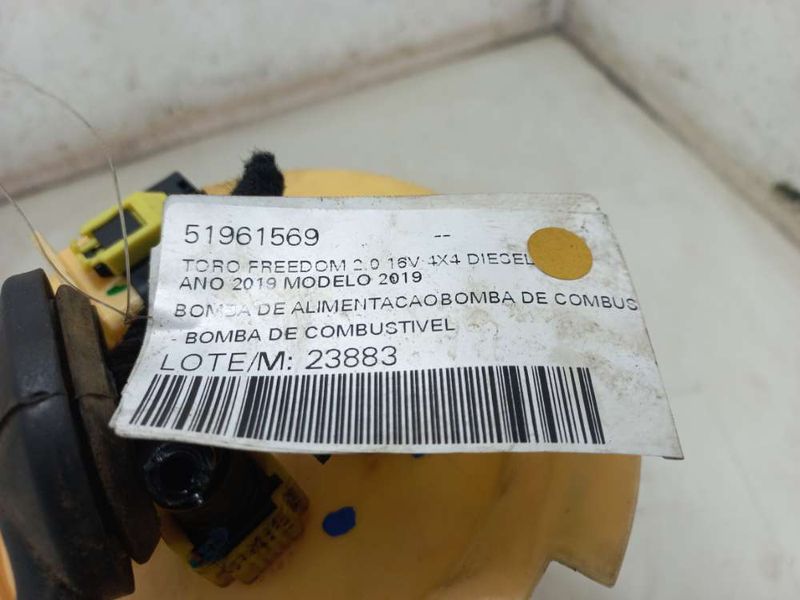 51961569 --
TORO FREEDOM 2.0 16V 4X4 DIESEL
ANO 2019 MODELO 2019
BOMBA DE ALIMENTACAOBOMBA DE COMBUS
- BOMBA DE COMBUSTIVEL
LOTE/M: 23883